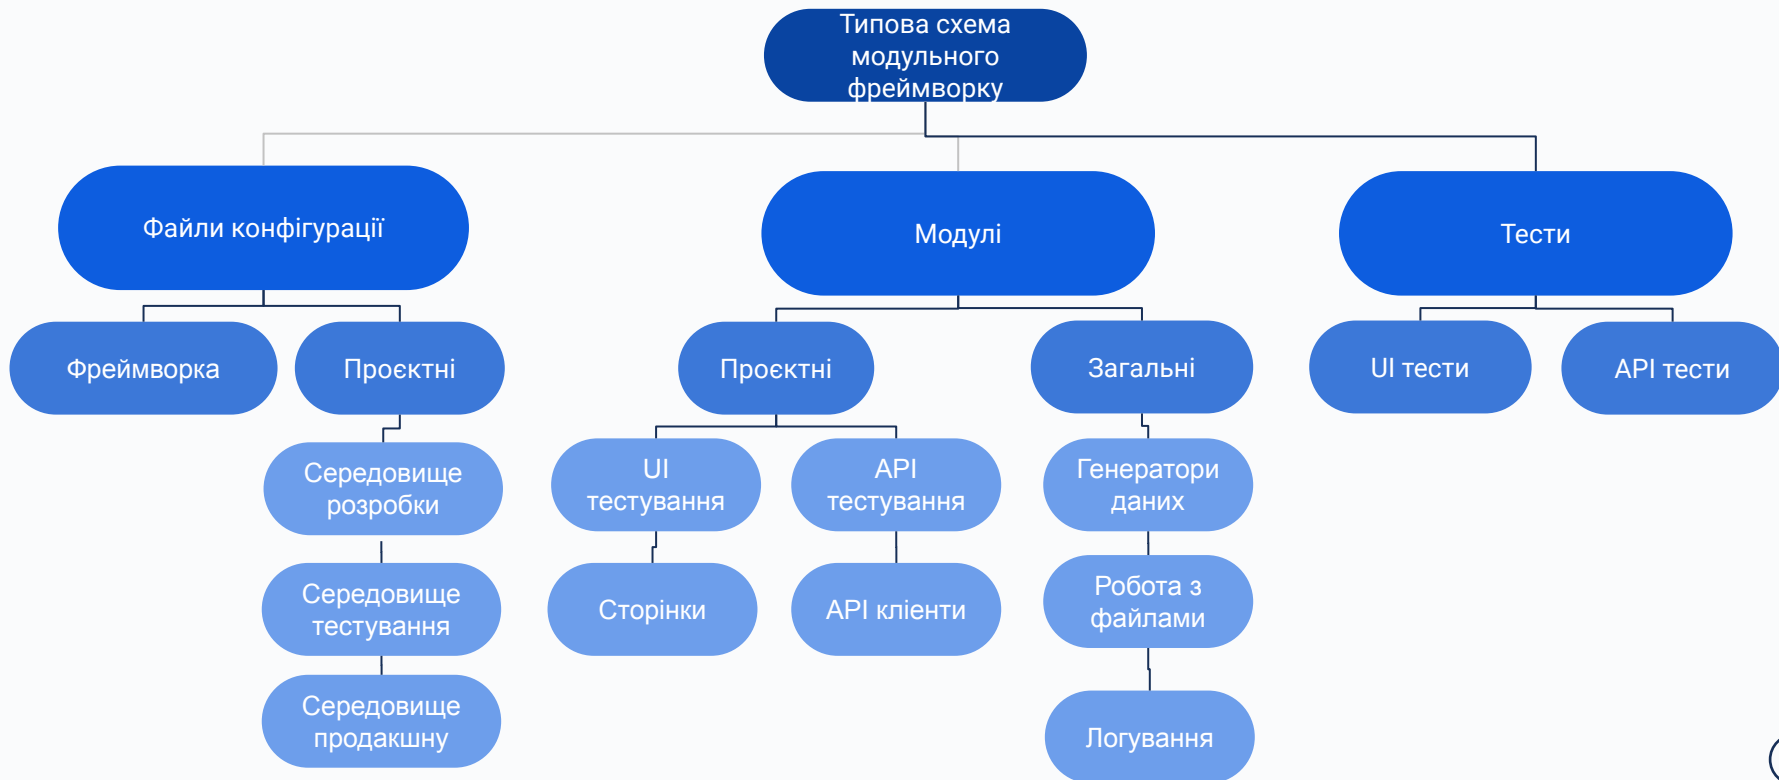 Типова схема
модульного
фреймворку
Файли конфігурації
Модулі
Тести
Фреймворка
Проєктні
Проєктні
Загальні
UI тести
API тести
Середовище
розробки
UI
тестування
API
тестування
Генератори
даних
Середовище
тестування
Сторінки
API кліенти
Робота з
файлами
Середовище
продакшну
Логування